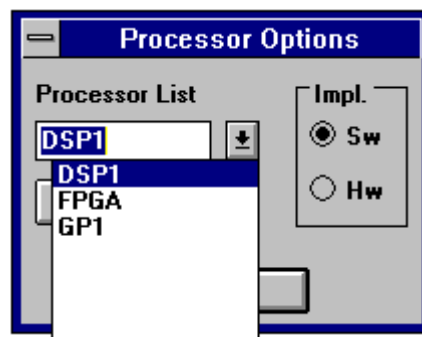 Processor Options
Processor List
Impl.
DSP1
Sw
DSP1
FPGA
Hw
GP1